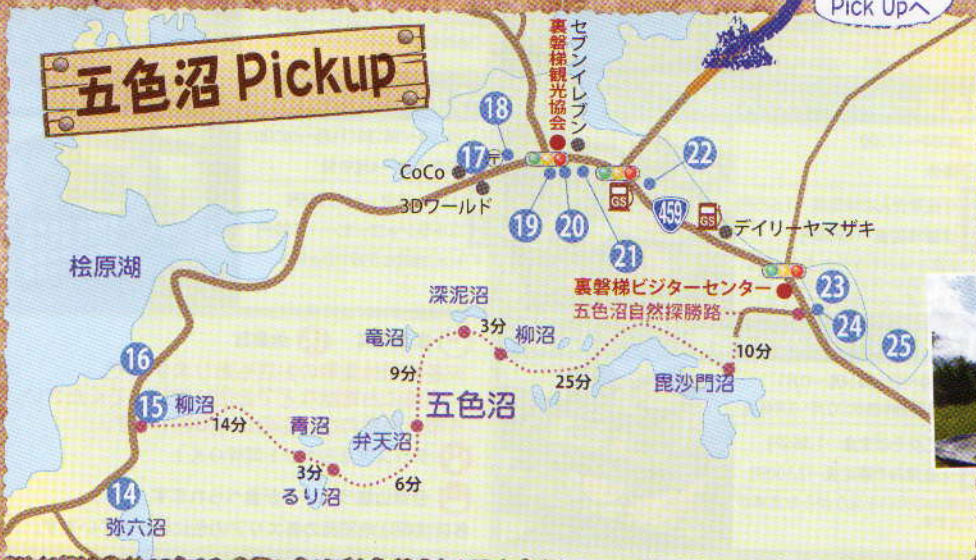 Pick Upへ
五色沼 Pickup
裏磐梯観光協会
セブンイレブン
18
17
〒
CoCo
3Dワールド
19
20
21
22
GS
459
GS
デイリーヤマザキ
桧原湖
裏磐梯ビジターセンター
五色沼自然探勝路
23
24
25
深泥沼
3分
柳沼
竜沼
9分
25分
10分
毘沙門沼
五色沼
16
15
柳沼
14分
青沼
弁天沼
3分
るり沼
6分
14
弥六沼